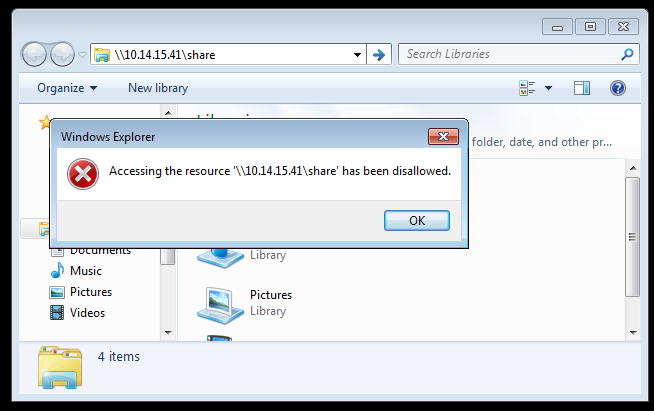 \\10.14.15.41\share
Search Libraries
Organize
New library
Windows Explorer
folder, date, and other pr...
Accessing the resource '\\10.14.15.41\share' has been disallowed.
OK
Documents
Library
Music
Pictures
Pictures
Library
Videos
4 items